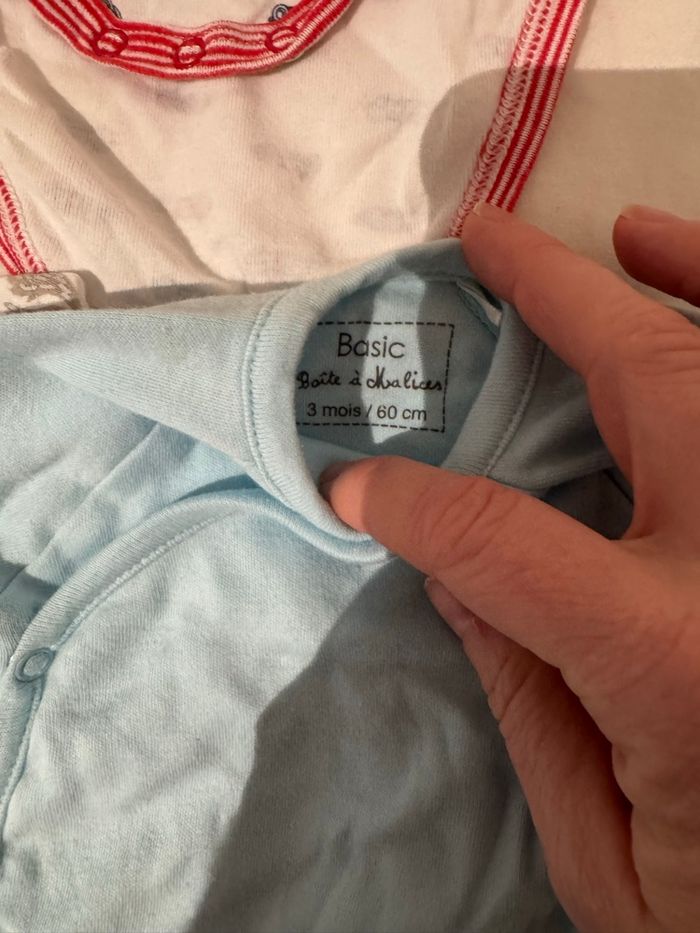 Basic
Boîte à Malices
3 mois / 60 cm